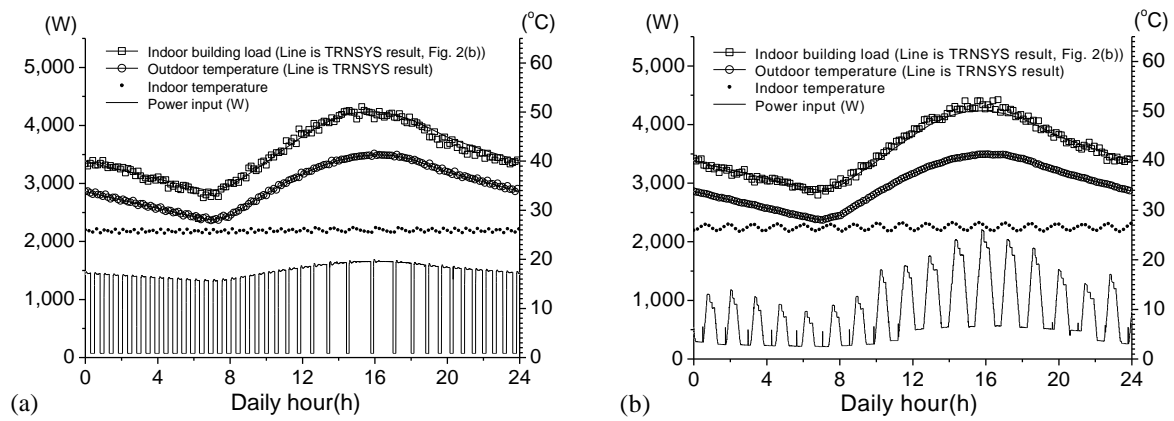 (W)
(°C)
Indoor building load (Line is TRNSYS result, Fig. 2(b))
Outdoor temperature (Line is TRNSYS result)
Indoor temperature
Power input (W)
5,000
4,000
3,000
2,000
1,000
0
60
50
40
30
20
10
0
0 4 8 12 16 20 24
Daily hour(h)
(a)
(W)
(°C)
Indoor building load (Line is TRNSYS result, Fig. 2(b))
Outdoor temperature (Line is TRNSYS result)
Indoor temperature
Power input (W)
5,000
4,000
3,000
2,000
1,000
0
60
50
40
30
20
10
0
0 4 8 12 16 20 24
Daily hour(h)
(b)